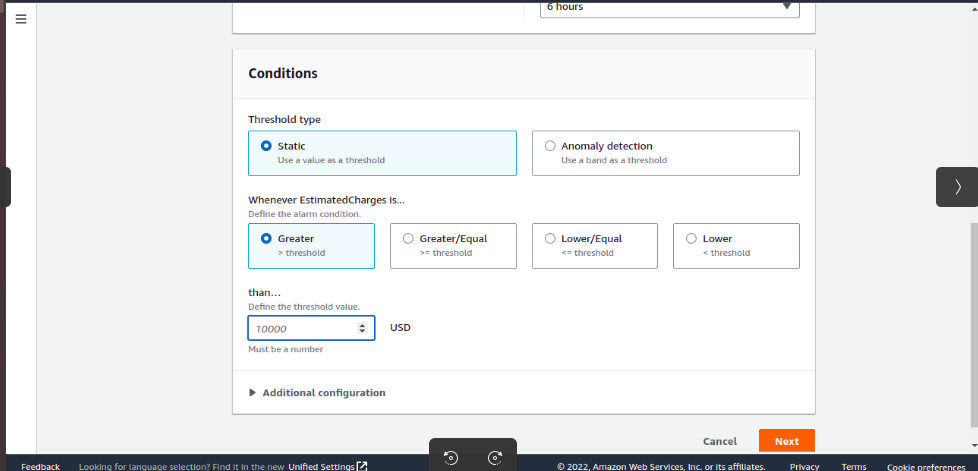 6 hours
Conditions
Threshold type
Static
Use a value as a threshold
Anomaly detection
Use a band as a threshold
Whenever EstimatedCharges is...
Define the alarm condition.
Greater
> threshold
Greater/Equal
>= threshold
Lower/Equal
<= threshold
Lower
< threshold
than...
Define the threshold value.
10000 USD
Must be a number
Additional configuration
Cancel Next
Feedback Looking for language selection? Find it in the new Unified Settings © 2022, Amazon Web Services, Inc. or its affiliates. Privacy Terms Cookie preferences